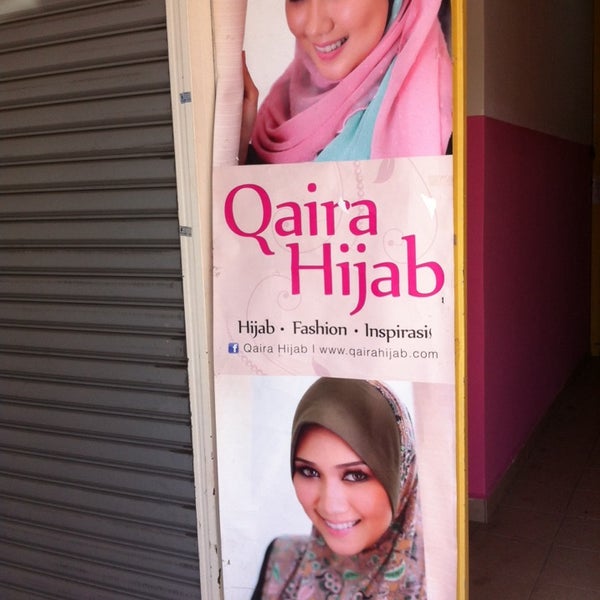 Qaira
Hijab
Hijab • Fashion • Inspirasi
Qaira Hijab | www.qairahijab.com